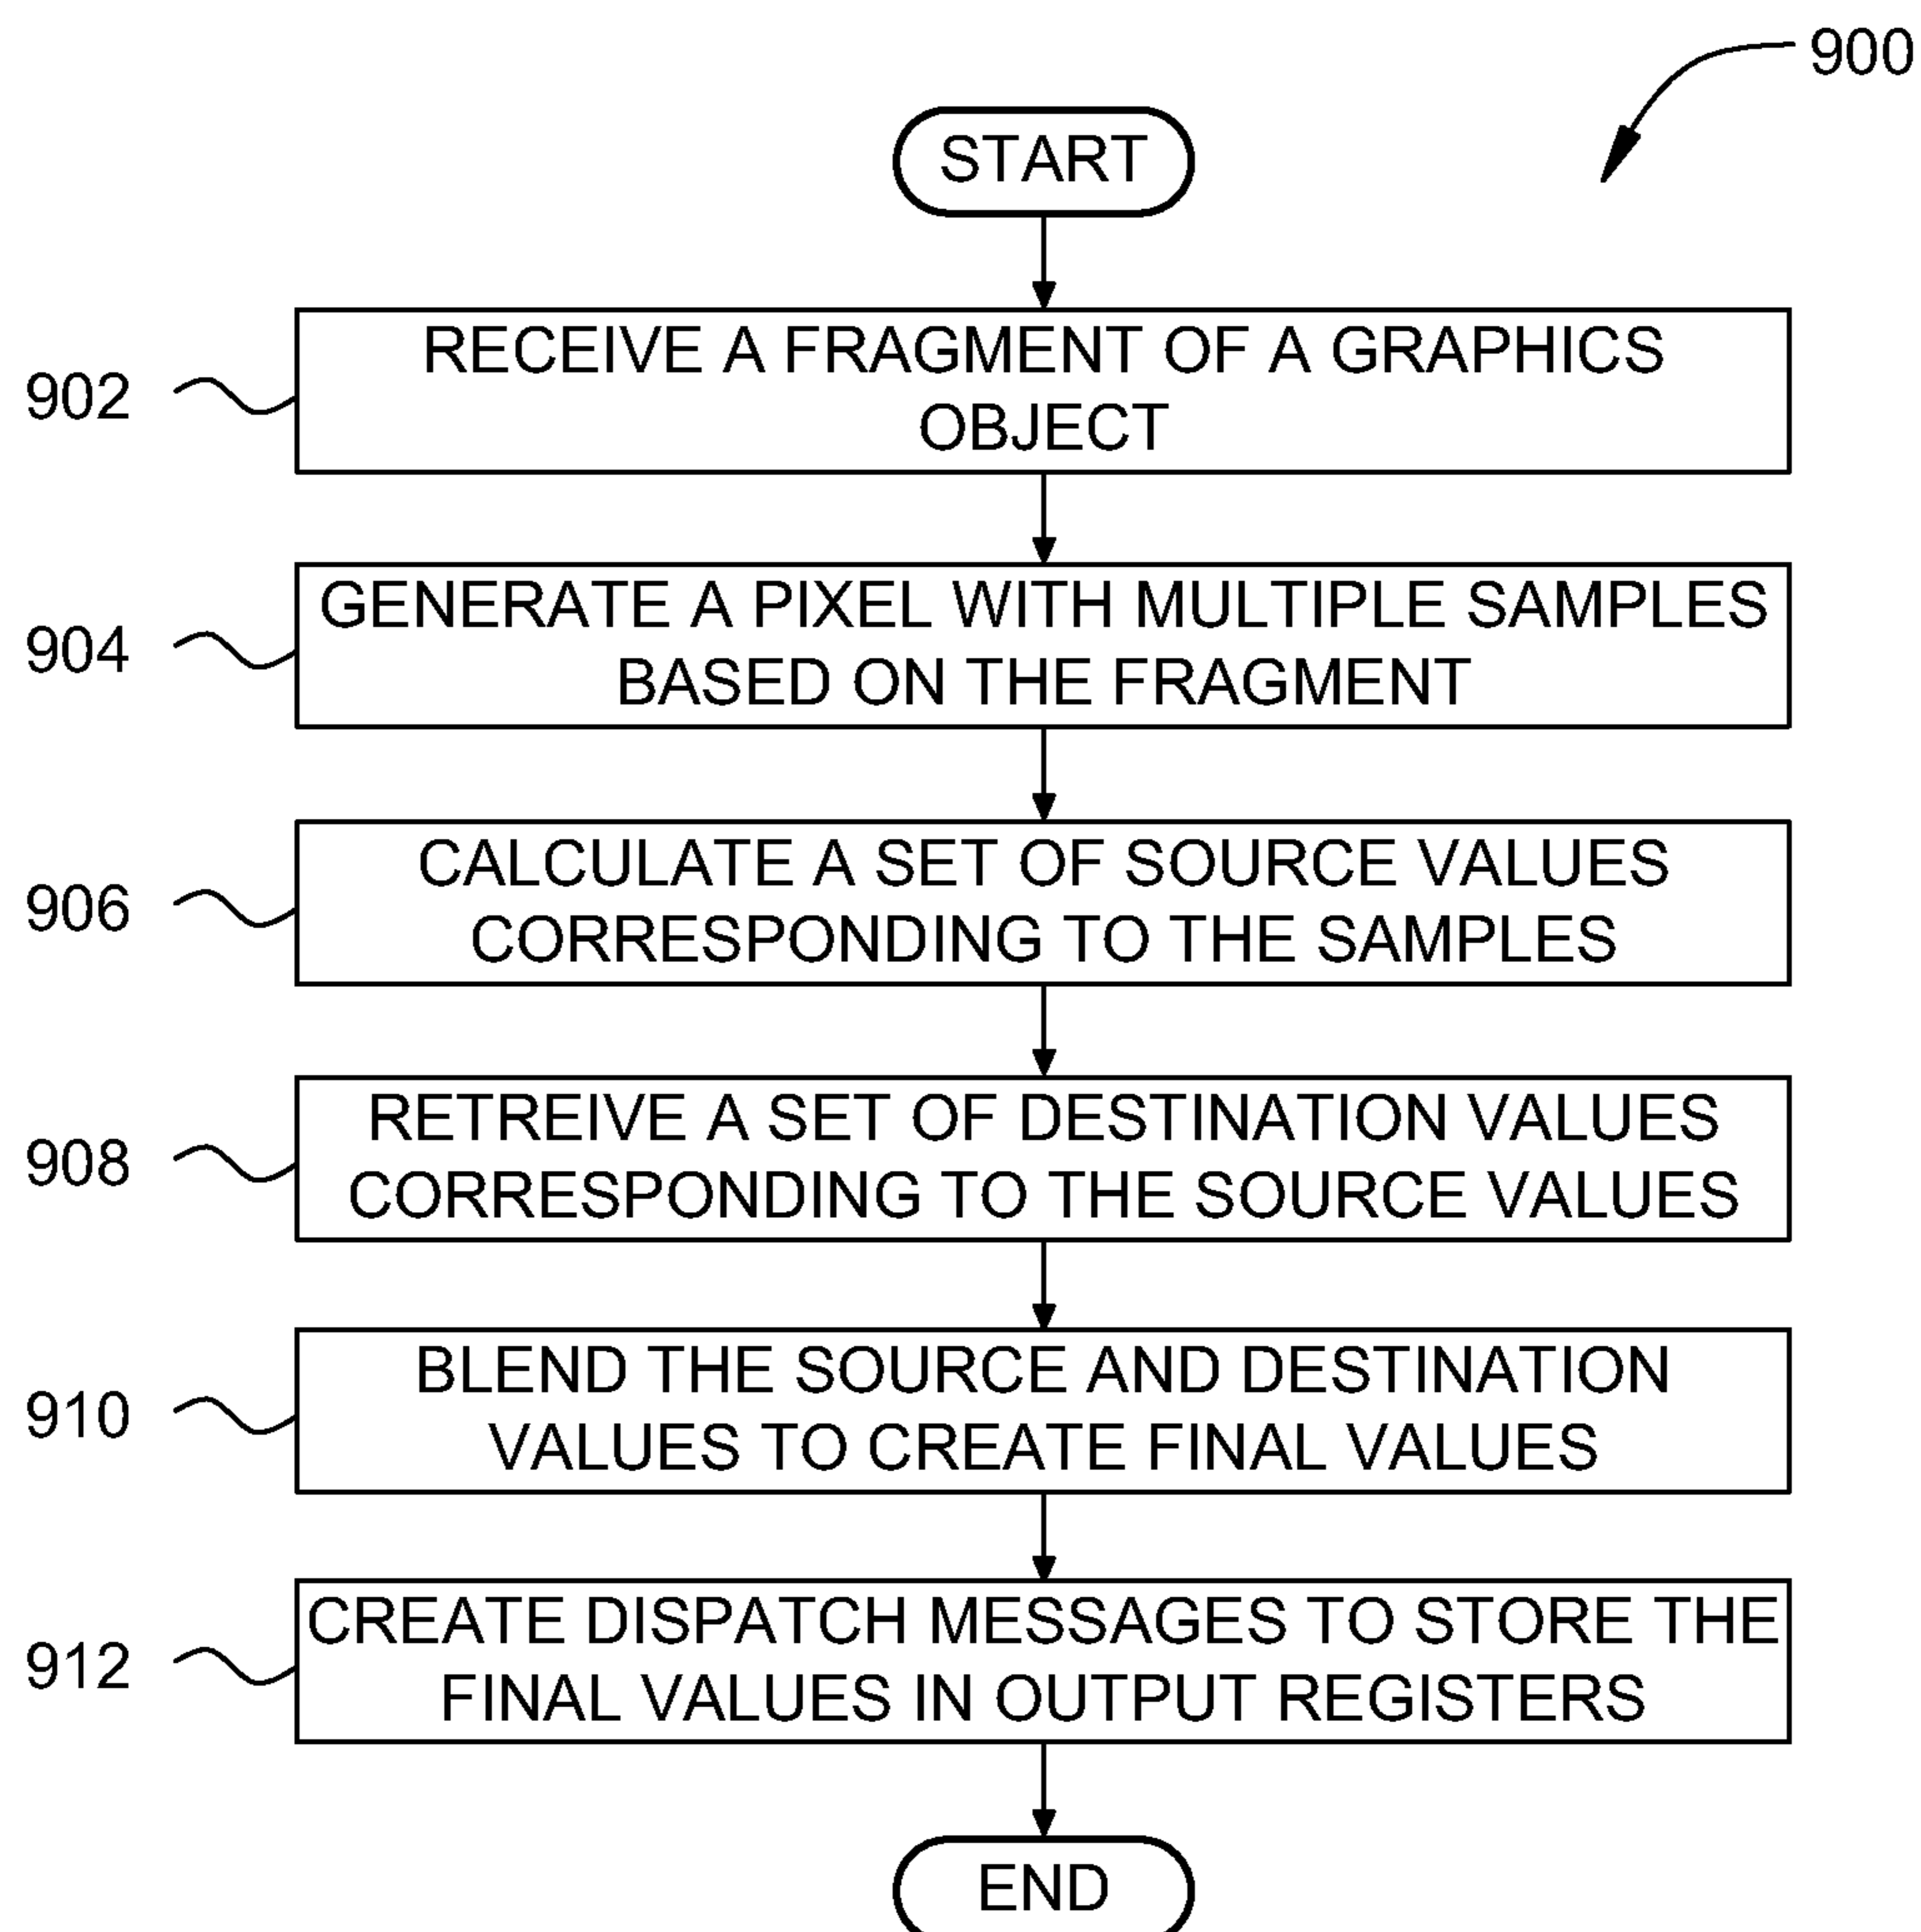 900
START
902
RECEIVE A FRAGMENT OF A GRAPHICS
OBJECT
904
GENERATE A PIXEL WITH MULTIPLE SAMPLES
BASED ON THE FRAGMENT
906
CALCULATE A SET OF SOURCE VALUES
CORRESPONDING TO THE SAMPLES
908
RETREIVE A SET OF DESTINATION VALUES
CORRESPONDING TO THE SOURCE VALUES
910
BLEND THE SOURCE AND DESTINATION
VALUES TO CREATE FINAL VALUES
912
CREATE DISPATCH MESSAGES TO STORE THE
FINAL VALUES IN OUTPUT REGISTERS
END